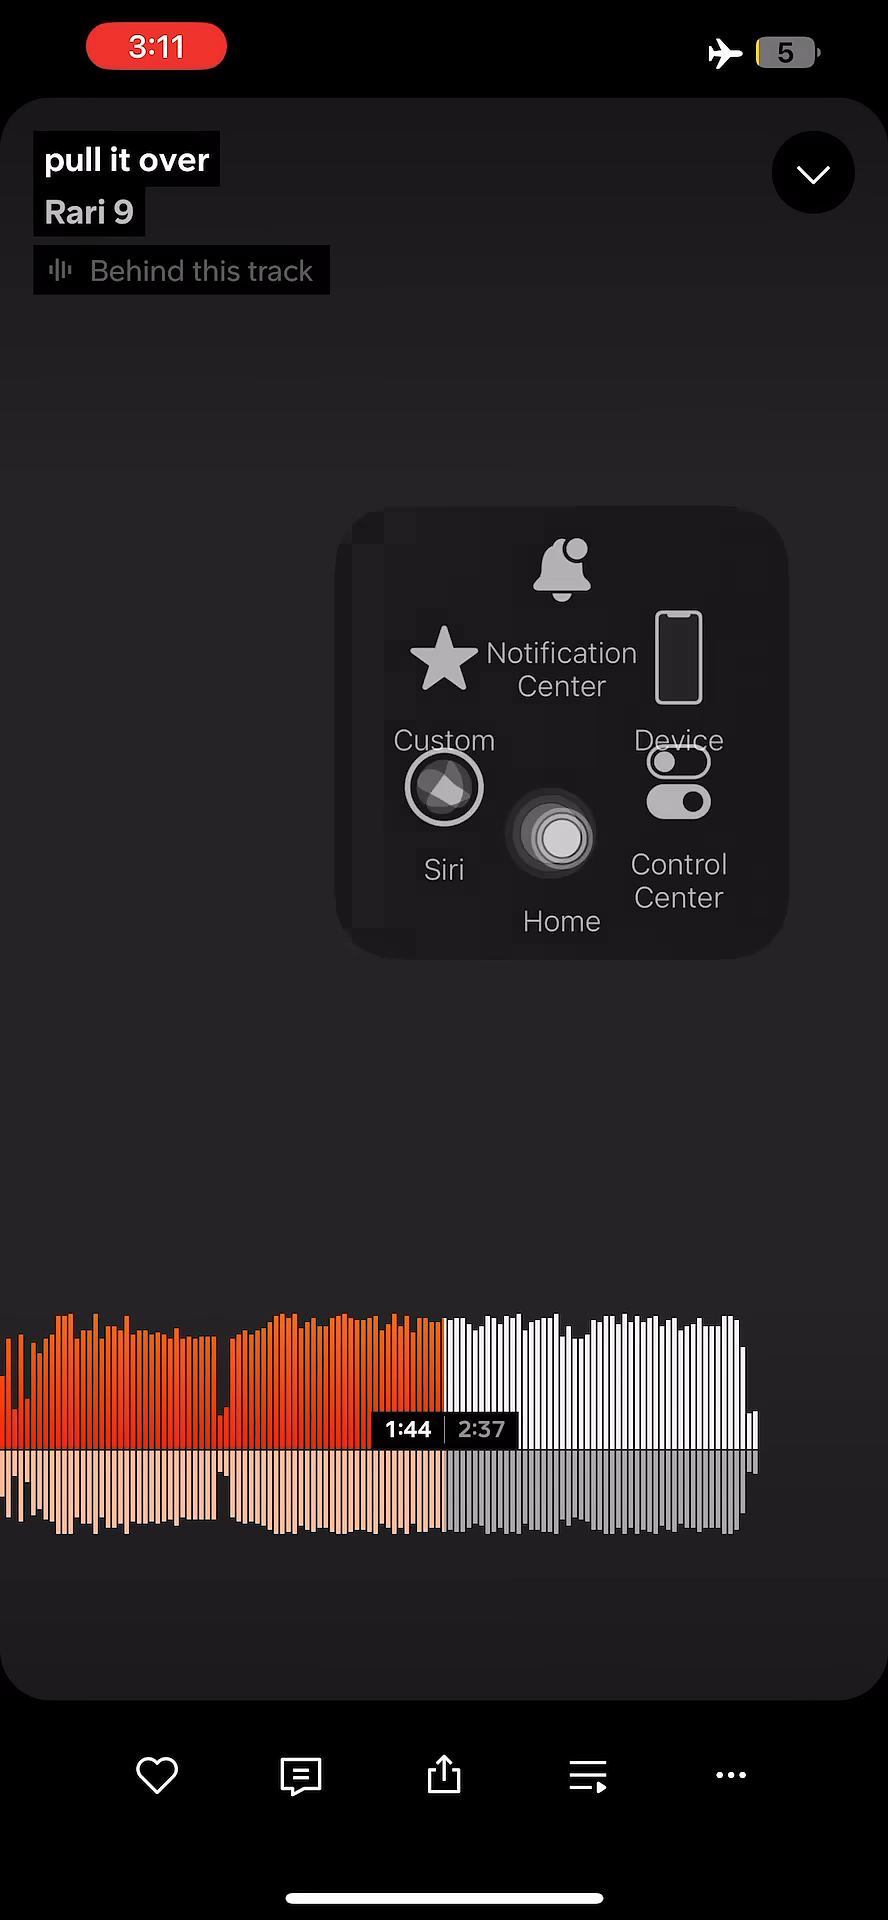 3:11
5
pull it over
Rari 9
Behind this track
Notification
Center
Custom
Device
Siri
Control
Center
Home
1:44 2:37